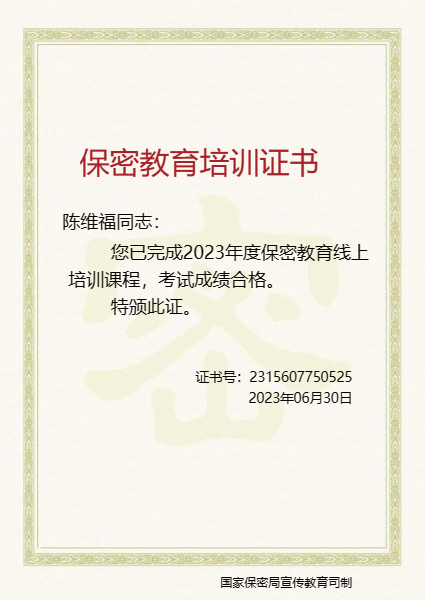 保密教育培训证书
陈维福同志：
您已完成2023年度保密教育线上
培训课程，考试成绩合格。
特颁此证。
密
证书号：2315607750525
2023年06月30日
国家保密局宣传教育司制